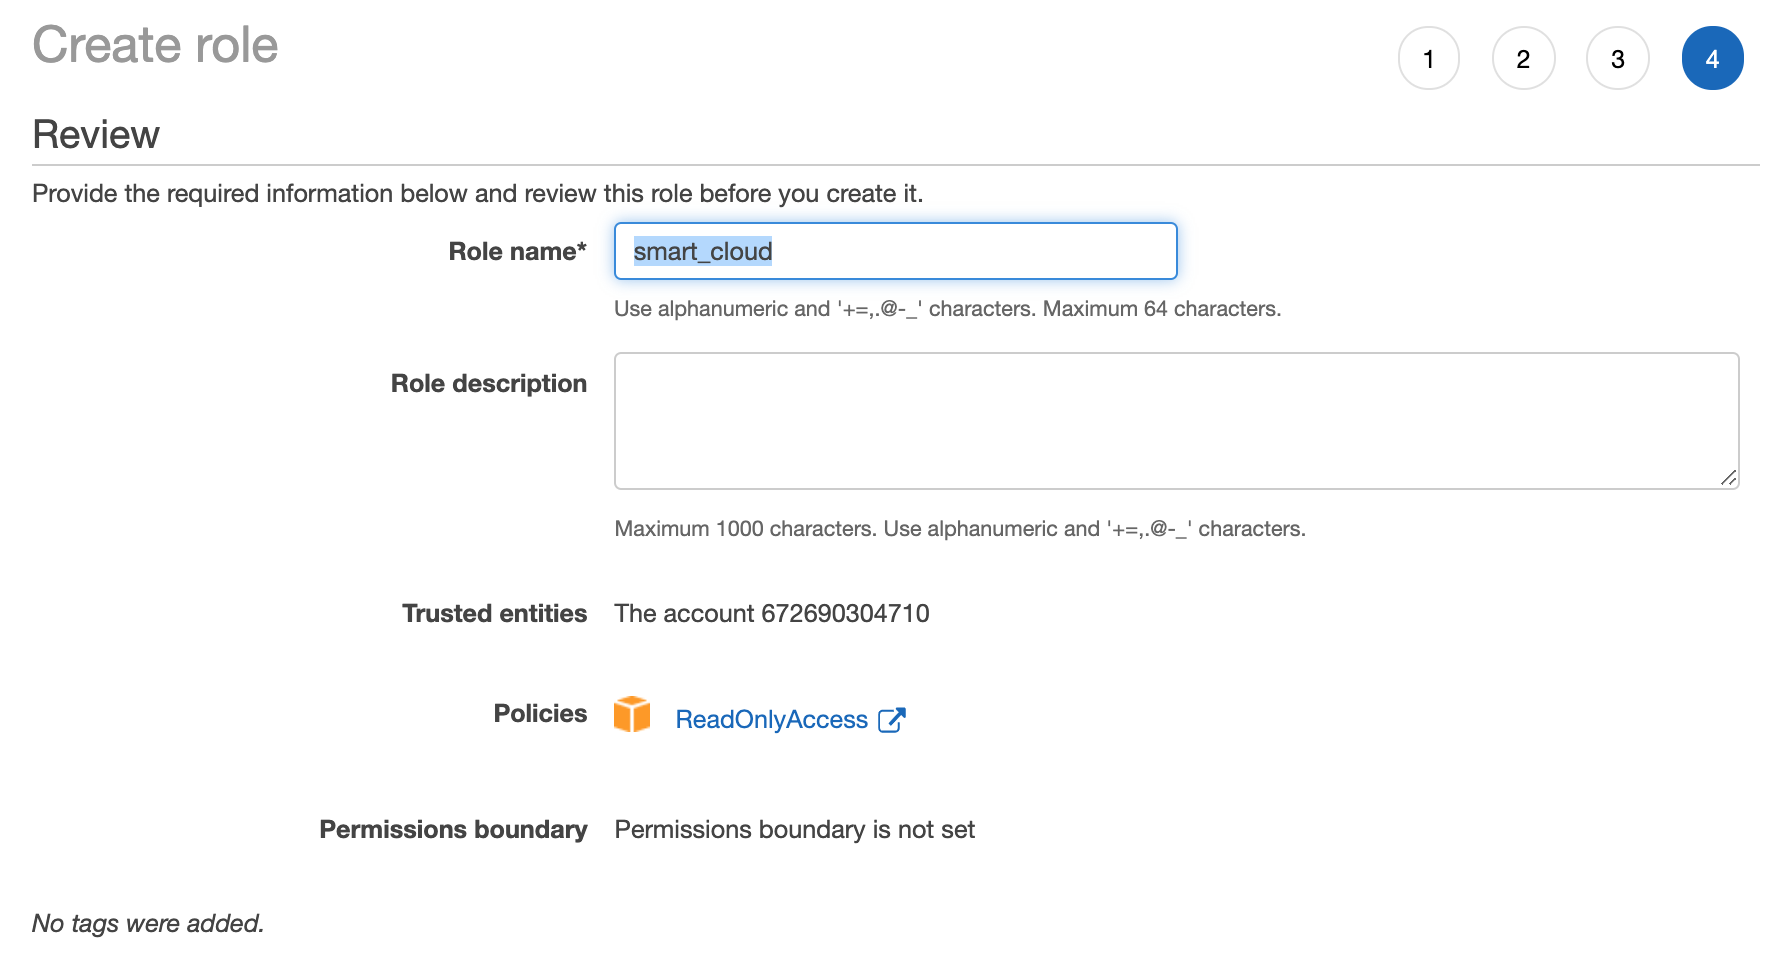 Create role
1 2 3 4
Review
Provide the required information below and review this role before you create it.
Role name* smart_cloud
Use alphanumeric and '+=,.@-_' characters. Maximum 64 characters.
Role description
Maximum 1000 characters. Use alphanumeric and '+=,.@-_' characters.
Trusted entities The account 672690304710
Policies ReadOnlyAccess
Permissions boundary Permissions boundary is not set
No tags were added.